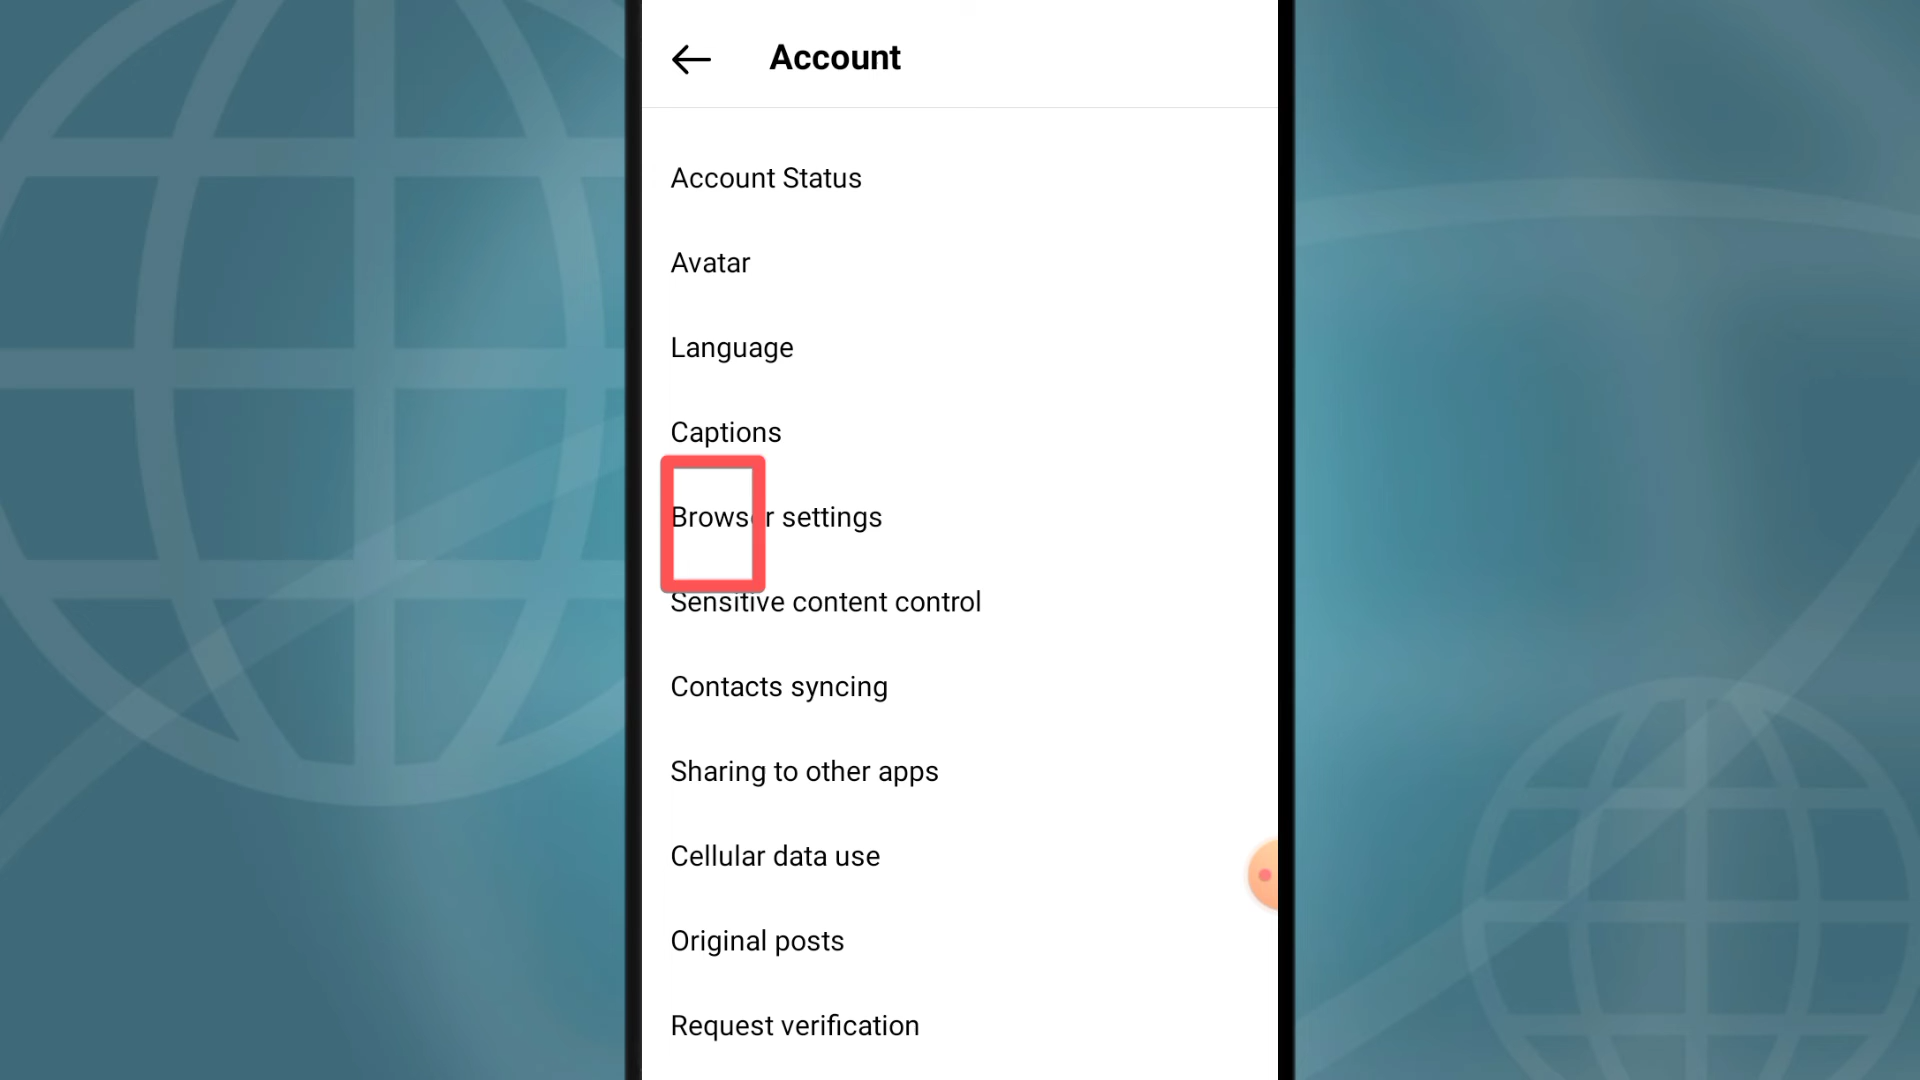 Account
Account Status
Avatar
Language
Captions
Browser settings
Sensitive content control
Contacts syncing
Sharing to other apps
Cellular data use
Original posts
Request verification